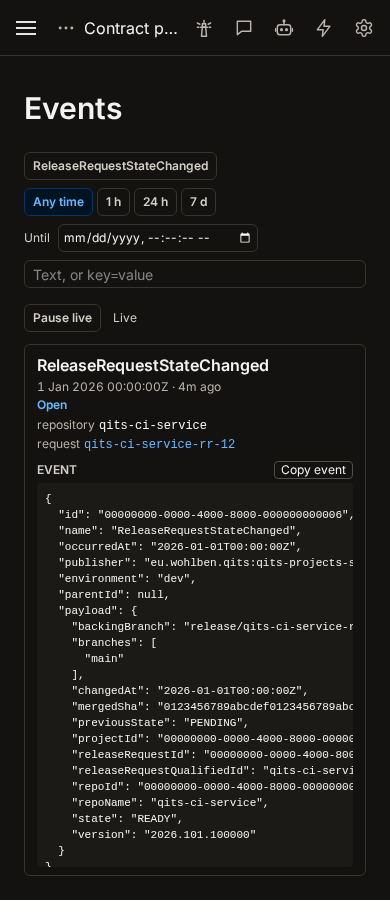 Contract p...
Events
ReleaseRequestStateChanged
Any time 1 h 24 h 7 d
Until mm/dd/yyyy, --:--:-- --
Text, or key=value
Pause live Live
ReleaseRequestStateChanged
1 Jan 2026 00:00:00Z · 4m ago
Open
repository qits-ci-service
request qits-ci-service-rr-12
EVENT Copy event
{
"id": "00000000-0000-4000-8000-000000000006",
"name": "ReleaseRequestStateChanged",
"occurredAt": "2026-01-01T00:00:00Z",
"publisher": "eu.wohlben.qits:qits-projects-s
"environment": "dev",
"parentId": null,
"payload": {
"backingBranch": "release/qits-ci-service-r
"branches": [
"main"
],
"changedAt": "2026-01-01T00:00:00Z",
"mergedSha": "0123456789abcdef0123456789abc
"previousState": "PENDING",
"projectId": "00000000-0000-4000-8000-00000
"releaseRequestId": "00000000-0000-4000-800
"releaseRequestQualifiedId": "qits-ci-servi
"repoId": "00000000-0000-4000-8000-00000000
"repoName": "qits-ci-service",
"state": "READY",
"version": "2026.101.100000"
}
}